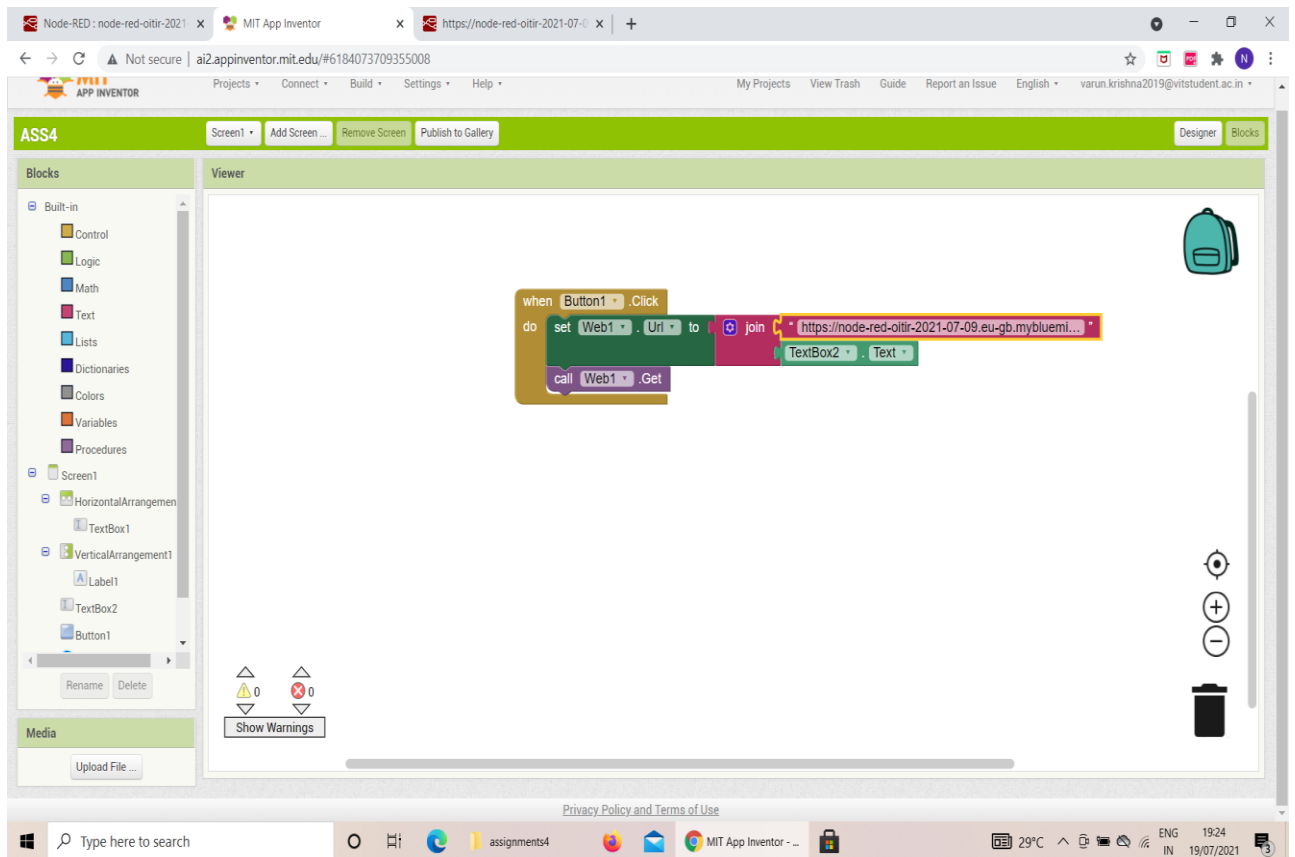 Node-RED : node-red-oitir-2021-
MIT App Inventor
https://node-red-oitir-2021-07-0
Not secure
ai2.appinventor.mit.edu/#6184073709355008
N
MIT
APP INVENTOR
Projects
Connect
Build
Settings
Help
My Projects
View Trash
Guide
Report an Issue
English
varun.krishna2019@vitstudent.ac.in
ASS4
Screen1
Add Screen ...
Remove Screen
Publish to Gallery
Designer
Blocks
Blocks
Viewer
Built-in
Control
Logic
Math
Text
Lists
Dictionaries
Colors
Variables
Procedures
Screen1
HorizontalArrangemen
TextBox1
VerticalArrangement1
Label1
TextBox2
Button1
Rename
Delete
Media
Upload File ...
when Button1 .Click
do set Web1 . Url to join " https://node-red-oitir-2021-07-09.eu-gb.mybluemi... "
TextBox2 . Text
call Web1 .Get
0
0
Show Warnings
Privacy Policy and Terms of Use
Type here to search
assignments4
MIT App Inventor - ...
29°C
ENG
IN
19:24
19/07/2021
3